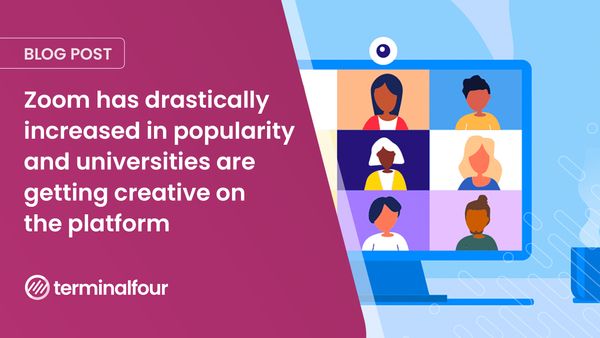 BLOG POST
Zoom has drastically
increased in popularity
and universities are
getting creative on
the platform
terminalfour